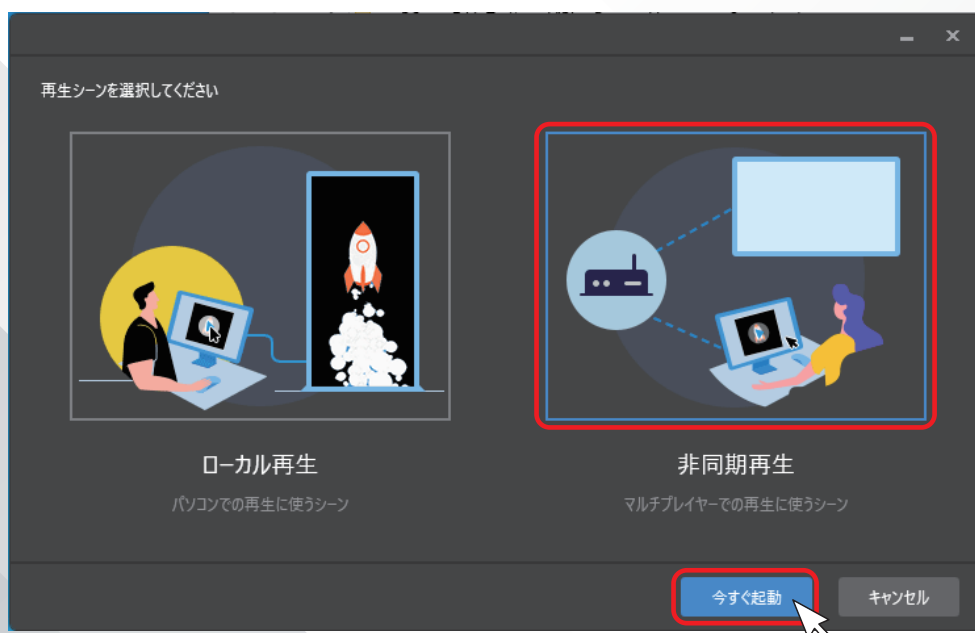 再生シーンを選択してください
ローカル再生
非同期再生
パソコンでの再生に使うシーン
マルチプレイヤーでの再生に使うシーン
今すぐ起動
キャンセル